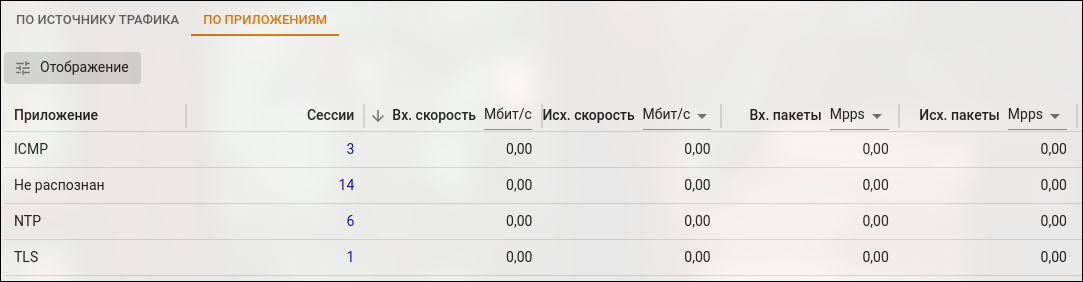 ПО ИСТОЧНИКУ ТРАФИКА ПО ПРИЛОЖЕНИЯМ
Отображение
Приложение Сессии Вх. скорость Мбит/с Исх. скорость Мбит/с Вх. пакеты Mpps Исх. пакеты Mpps
ICMP 3 0,00 0,00 0,00 0,00
Не распознан 14 0,00 0,00 0,00 0,00
NTP 6 0,00 0,00 0,00 0,00
TLS 1 0,00 0,00 0,00 0,00